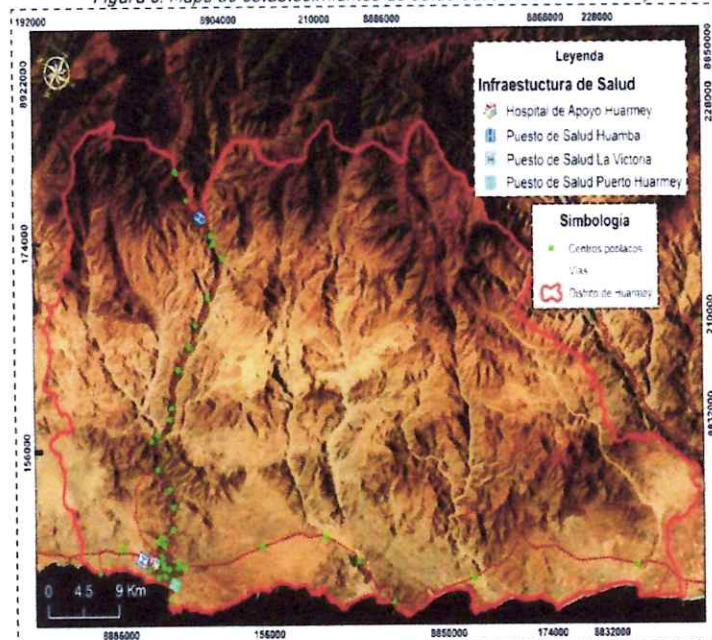 192000 8904000 210000 8886000 8868000 228000
8850000
8922000
228000
Leyenda
Infraestuctura de Salud
Hospital de Apoyo Huarmey
Puesto de Salud Huamba
Puesto de Salud La Victoria
Puesto de Salud Puerto Huarmey
Simbología
Centros poblados
Vías
Distrito de Huarmey
174000
210000
8832000
156000
0 4.5 9 Km
8886000 156000 8850000 174000 8832000